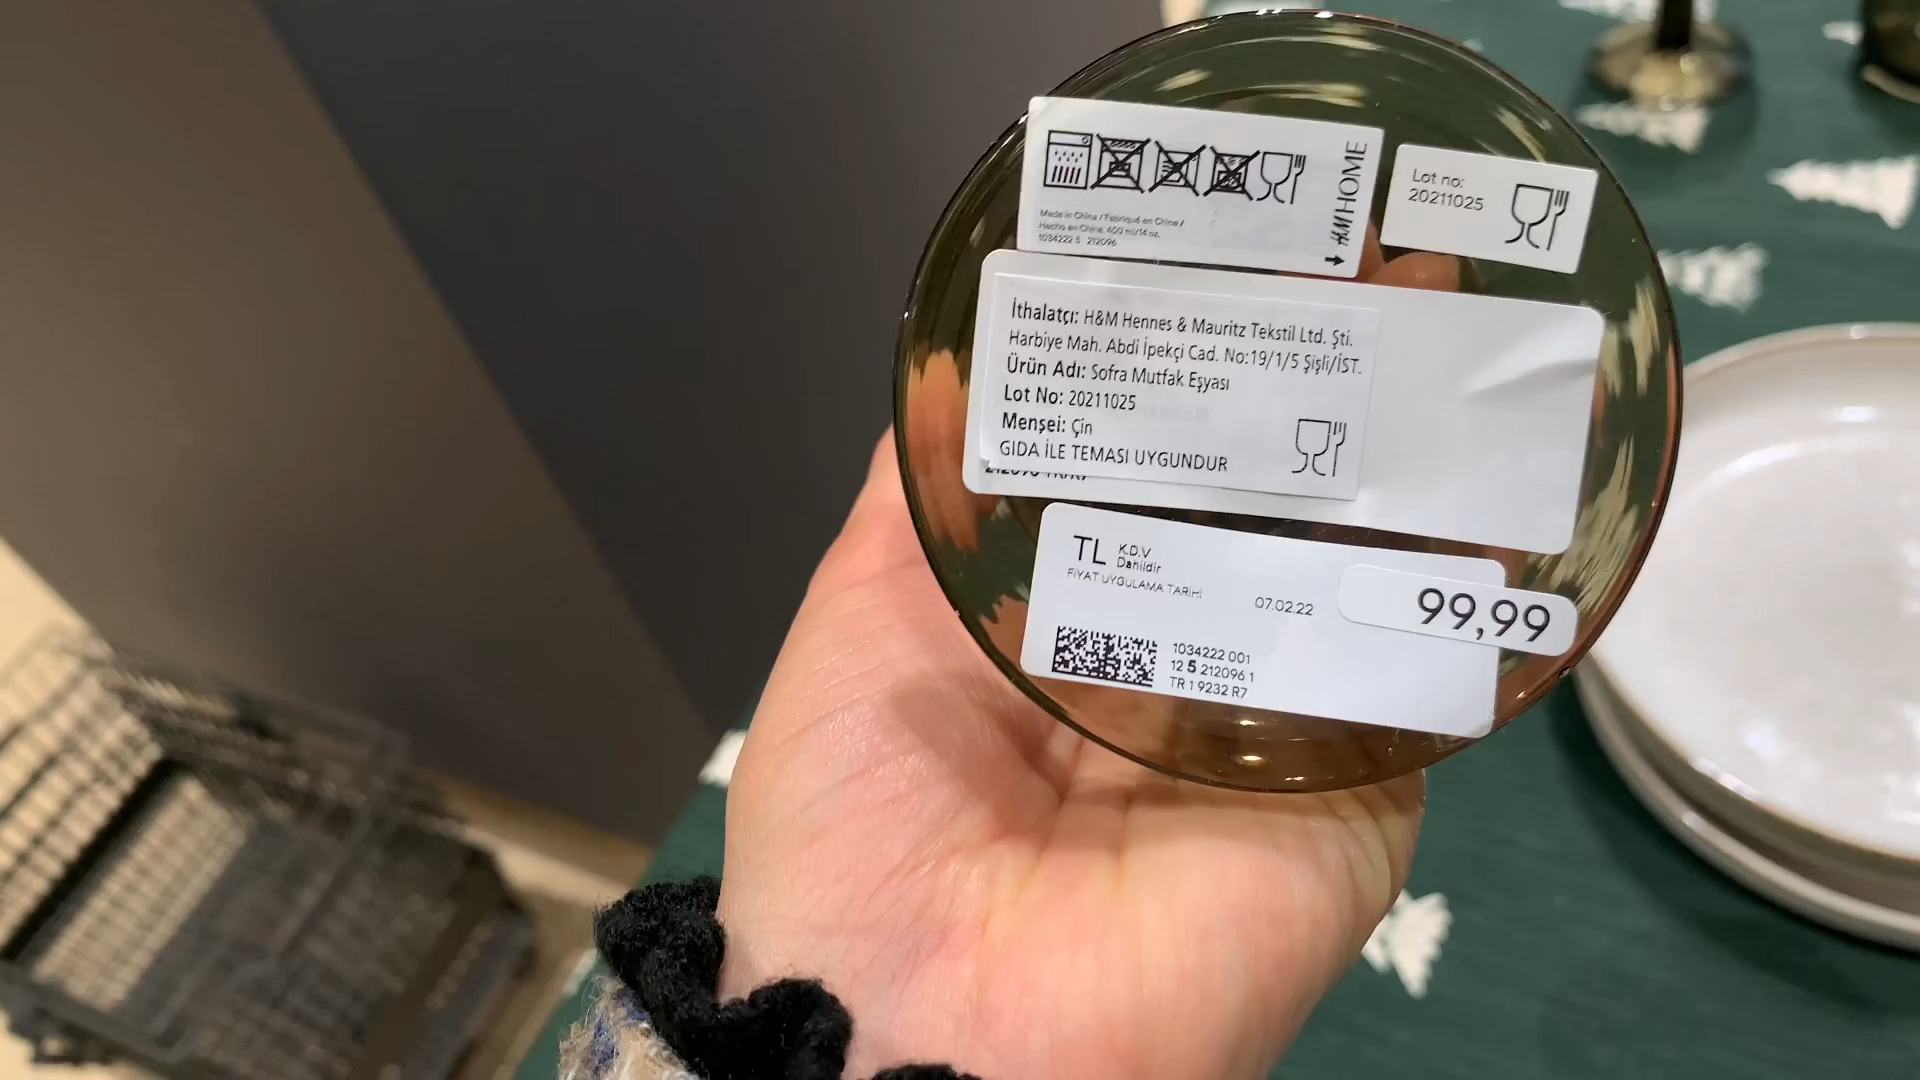 Made in China / Fabriqué en Chine /
Hecho en China. 400 ml/14 oz.
1034222 5 212096
H&M HOME
Lot no:
20211025
İthalatçı: H&M Hennes & Mauritz Tekstil Ltd. Şti.
Harbiye Mah. Abdi İpekçi Cad. No:19/1/5 Şişli/İST.
Ürün Adı: Sofra Mutfak Eşyası
Lot No: 20211025
Menşei: Çin
GIDA İLE TEMASI UYGUNDUR
TL K.D.V
Dahildir
FİYAT UYGULAMA TARİHİ
07.02.22
99,99
1034222 001
12 5 212096 1
TR 1 9232 R7